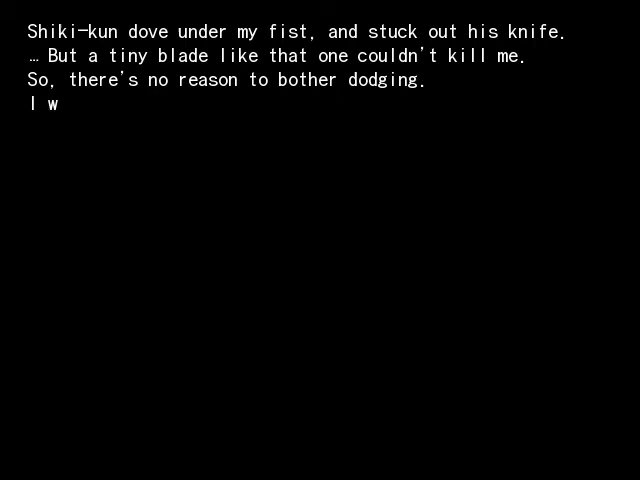 Shiki-kun dove under my fist, and stuck out his knife.
… But a tiny blade like that one couldn't kill me.
So, there's no reason to bother dodging.
I w